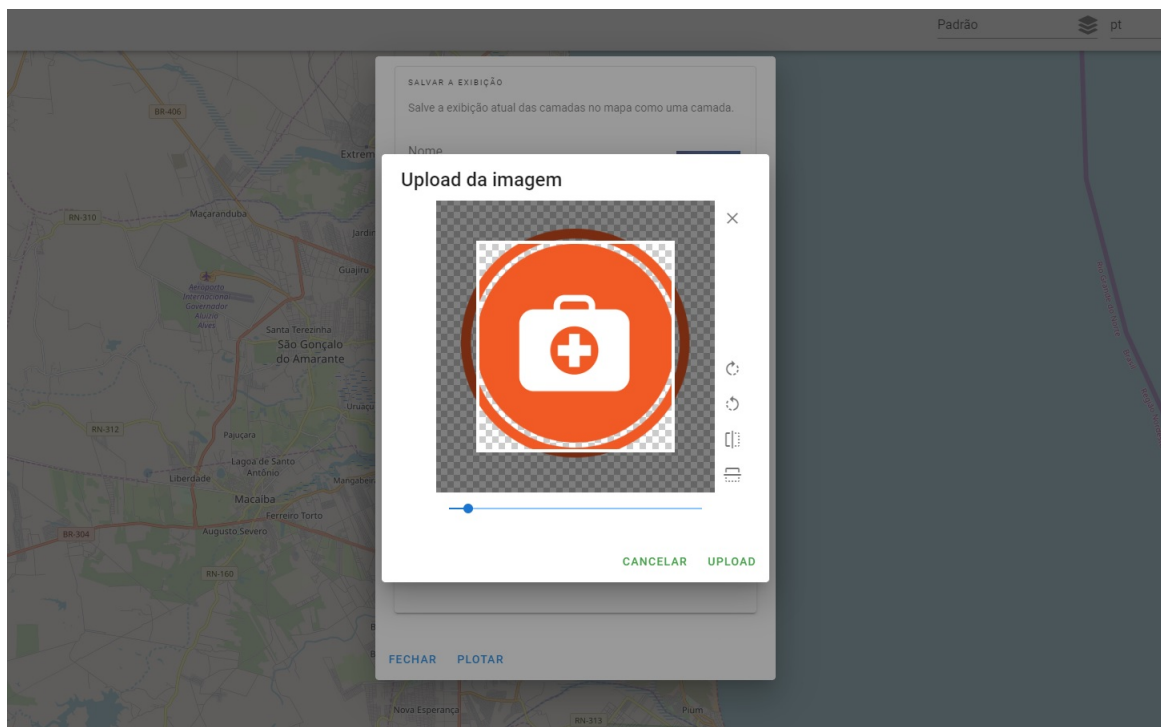 Padrão
pt
SALVAR A EXIBIÇÃO
Salve a exibição atual das camadas no mapa como uma camada.
Nome
Upload da imagem
CANCELAR UPLOAD
FECHAR PLOTAR
BR-406
Extrem
RN-310
Maçaranduba
Jardin
Guajiru
Aeroporto
Internacional
Governador
Aluízio
Alves
Santa Terezinha
São Gonçalo
do Amarante
Uruaçu
RN-312
Pajuçara
Lagoa de Santo
Antônio
Liberdade
Mangabeira
Macaíba
Ferreiro Torto
BR-304
Augusto Severo
RN-160
Nova Esperança
RN-313
Pium